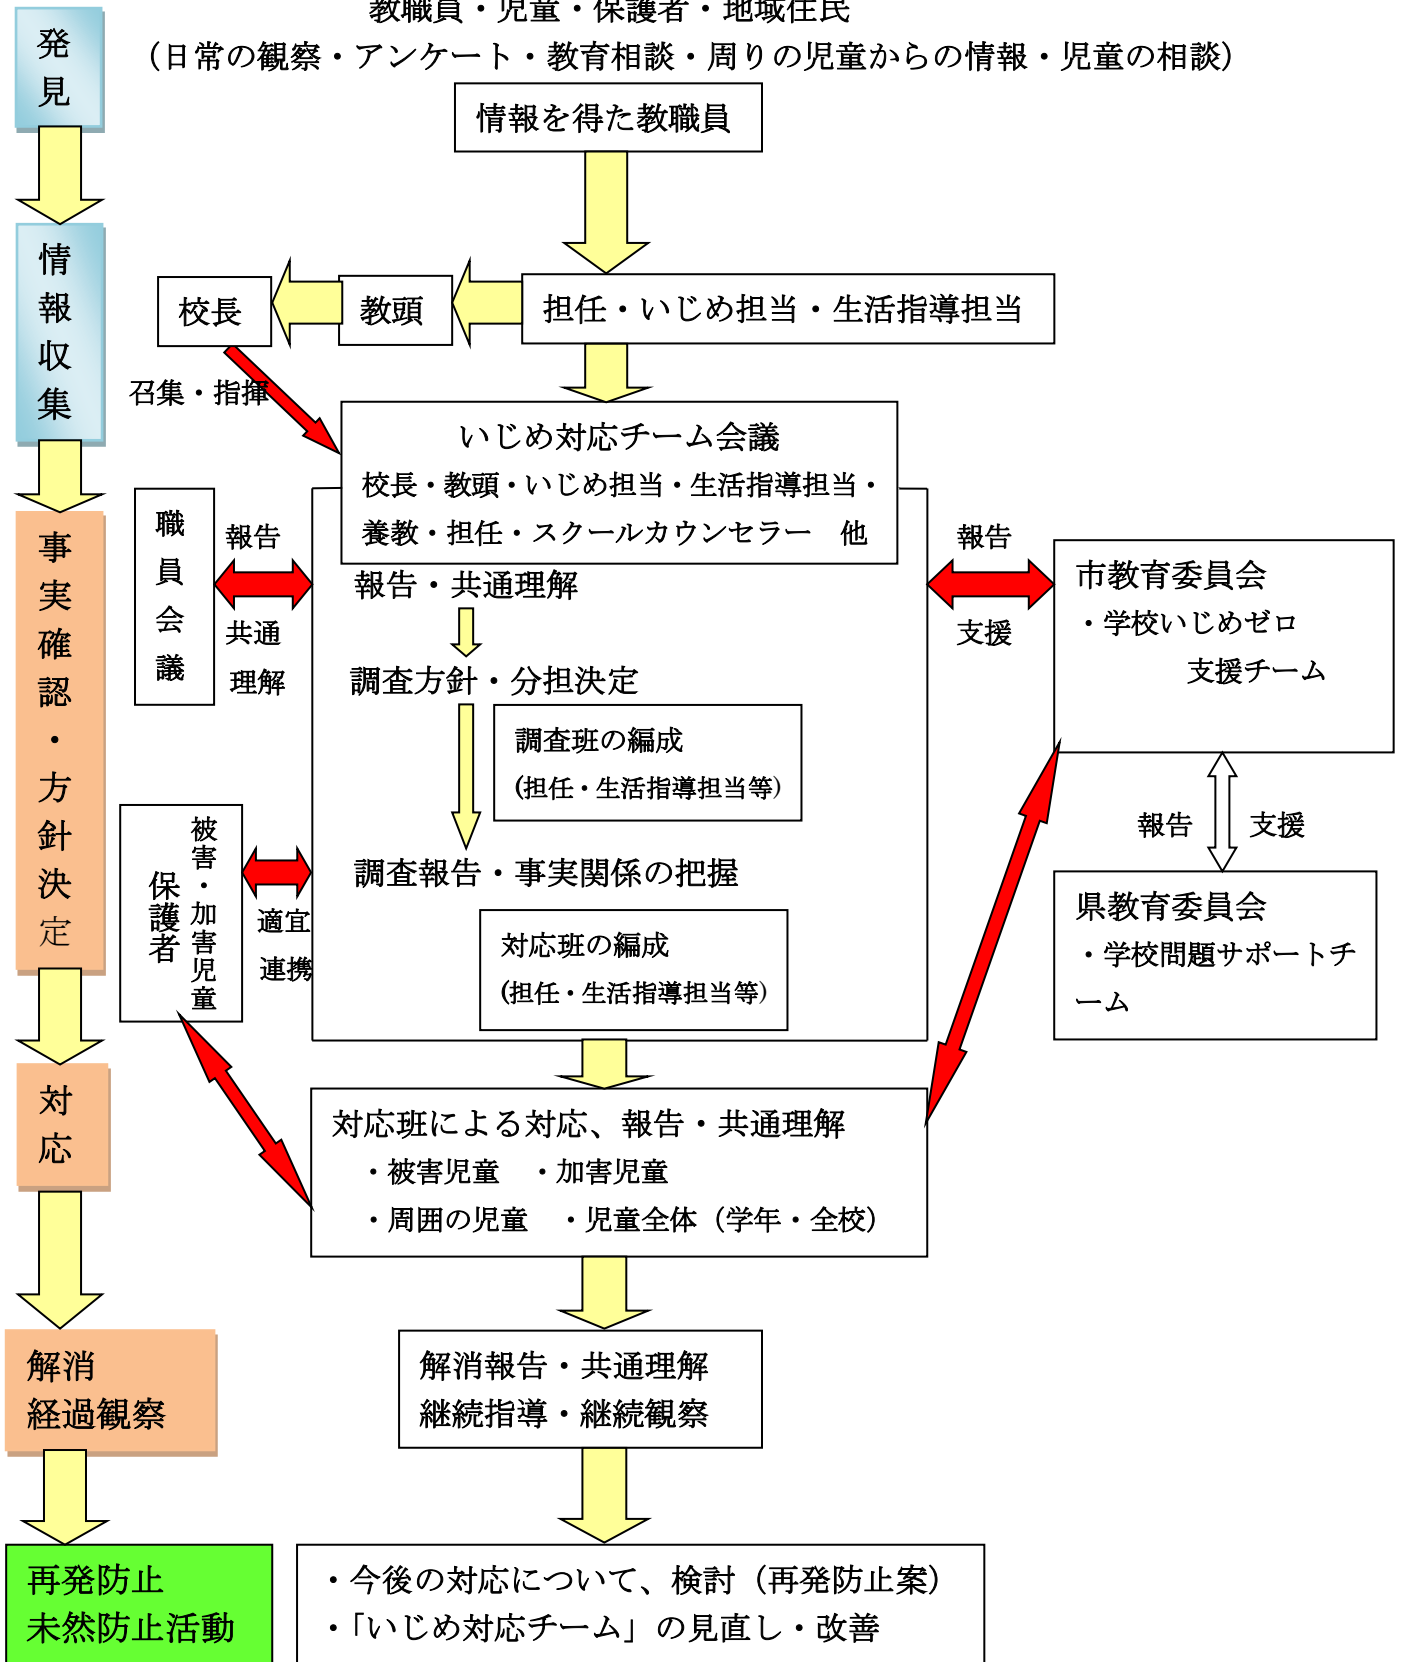 教職員・児童・保護者・地域住民
（日常の観察・アンケート・教育相談・周りの児童からの情報・児童の相談）
発見
情報を得た教職員
情報収集
校長
教頭
担任・いじめ担当・生活指導担当
召集・指揮
いじめ対応チーム会議
校長・教頭・いじめ担当・生活指導担当・
養教・担任・スクールカウンセラー　他
事実確認・方針決定
職員会議
報告
共通
理解
報告・共通理解
調査方針・分担決定
調査班の編成
(担任・生活指導担当等)
調査報告・事実関係の把握
対応班の編成
(担任・生活指導担当等)
報告
支援
市教育委員会
・学校いじめゼロ
支援チーム
報告
支援
県教育委員会
・学校問題サポートチ
ーム
被害・加害児童
保護者
適宜
連携
対応
対応班による対応、報告・共通理解
・被害児童　・加害児童
・周囲の児童　・児童全体（学年・全校）
解消
経過観察
解消報告・共通理解
継続指導・継続観察
再発防止
未然防止活動
・今後の対応について、検討（再発防止案）
・「いじめ対応チーム」の見直し・改善